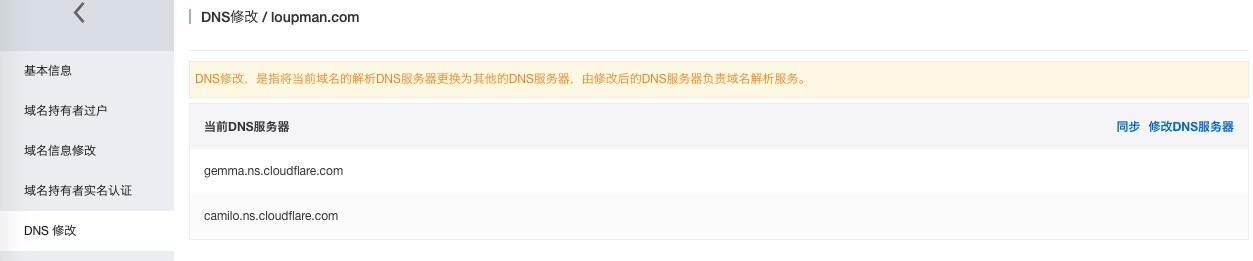 DNS修改 / loupman.com
基本信息
域名持有者过户
域名信息修改
域名持有者实名认证
DNS 修改
DNS修改，是指将当前域名的解析DNS服务器更换为其他的DNS服务器，由修改后的DNS服务器负责域名解析服务。
当前DNS服务器 同步 修改DNS服务器
gemma.ns.cloudflare.com
camilo.ns.cloudflare.com